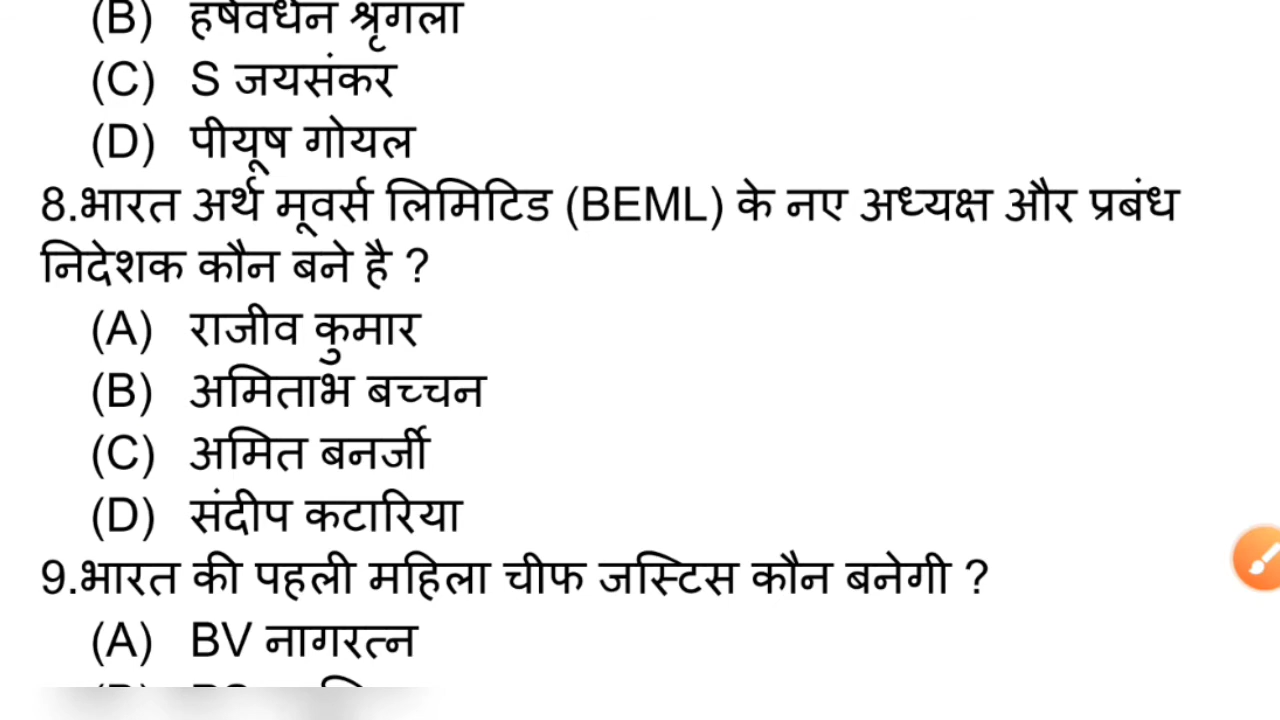 (B) हर्षवर्धन श्रृंगला
(C) S जयसंकर
(D) पीयूष गोयल
8.भारत अर्थ मूवर्स लिमिटिड (BEML) के नए अध्यक्ष और प्रबंध
निदेशक कौन बने है ?
(A) राजीव कुमार
(B) अमिताभ बच्चन
(C) अमित बनर्जी
(D) संदीप कटारिया
9.भारत की पहली महिला चीफ जस्टिस कौन बनेगी ?
(A) BV नागरत्न